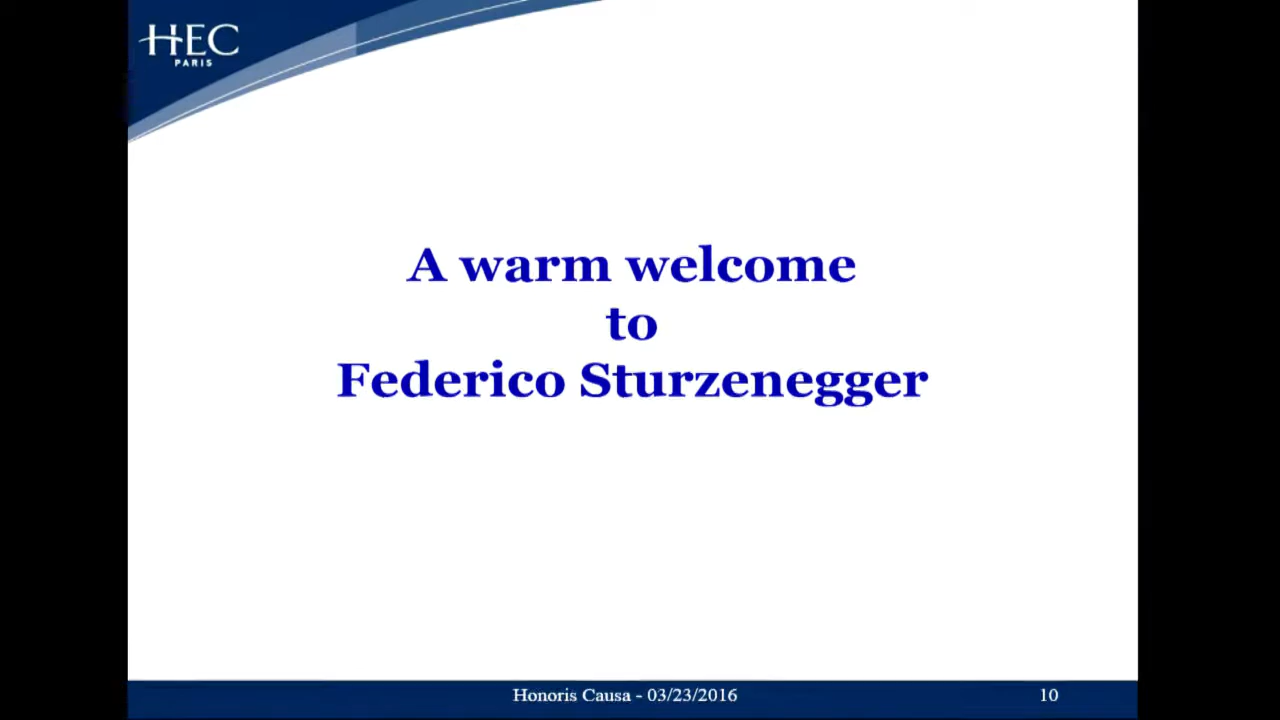 HEC
PARIS
A warm welcome
to
Federico Sturzenegger
Honoris Causa - 03/23/2016
10